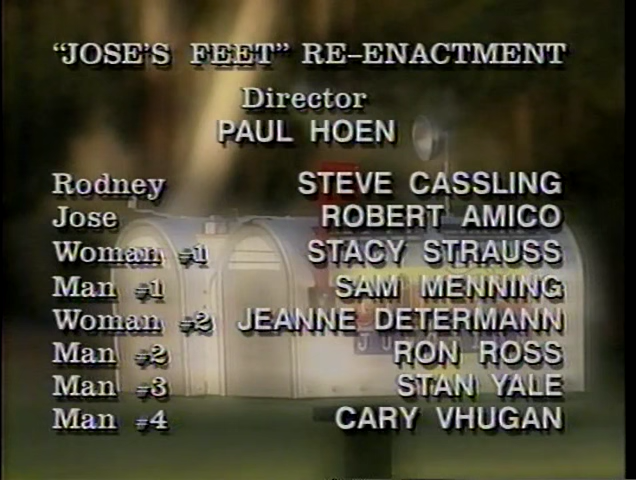 "JOSE'S FEET" RE-ENACTMENT
Director
PAUL HOEN
Rodney STEVE CASSLING
Jose ROBERT AMICO
Woman #1 STACY STRAUSS
Man #1 SAM MENNING
Woman #2 JEANNE DETERMANN
Man #2 RON ROSS
Man #3 STAN YALE
Man #4 CARY VHUGAN